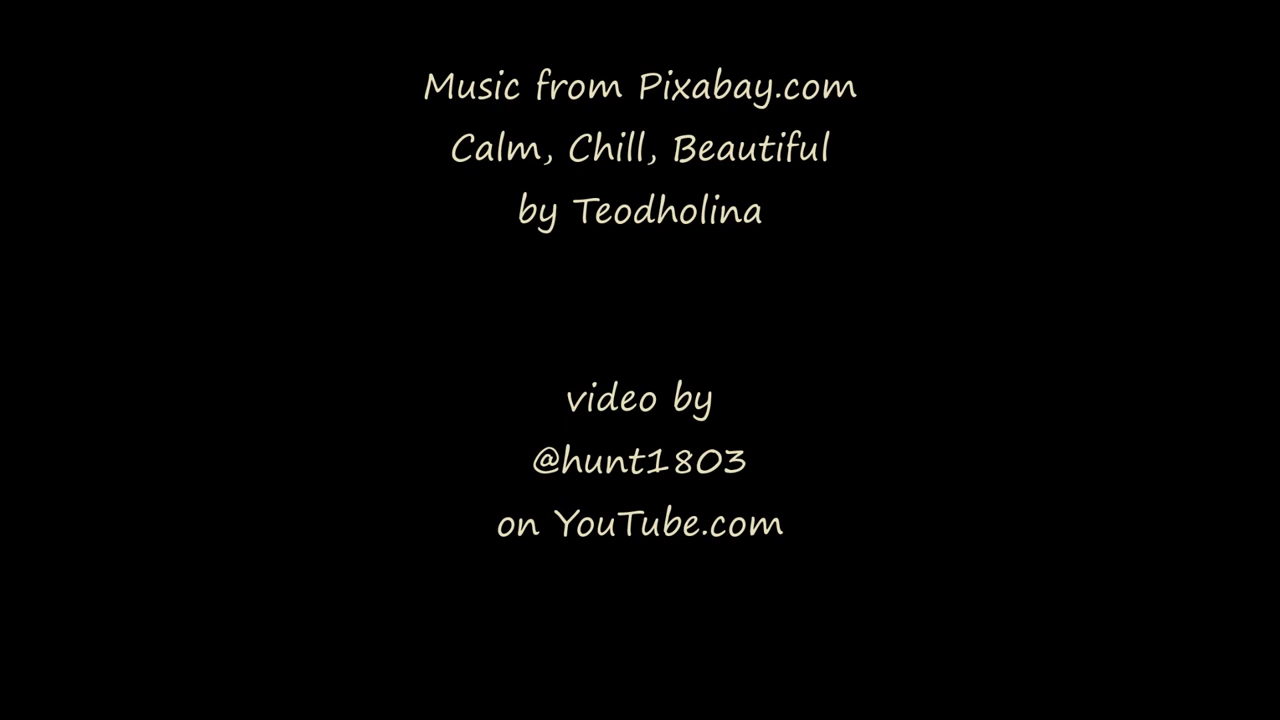 Music from Pixabay.com
Calm, Chill, Beautiful
by Teodholina
video by
@hunt1803
on YouTube.com